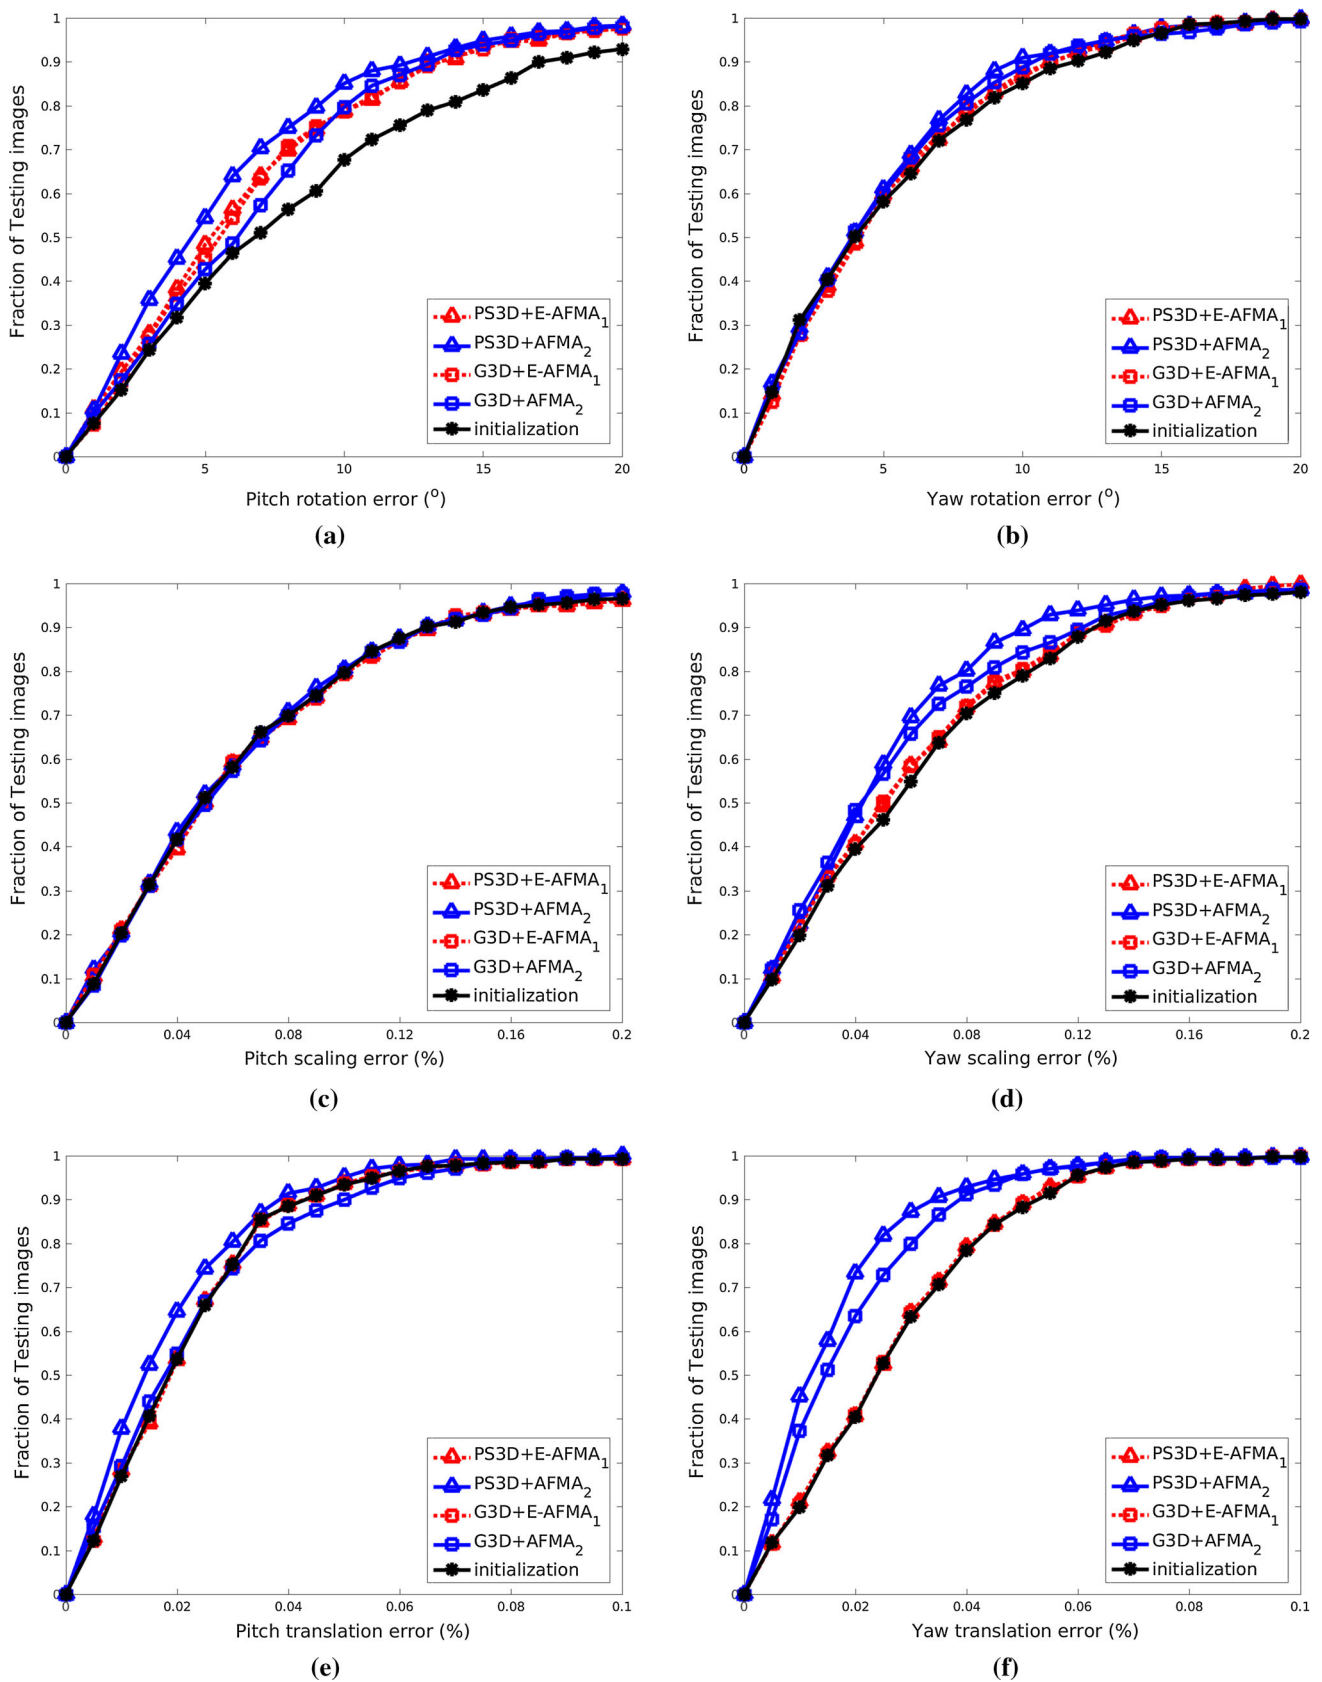 1
0.9
0.8
0.7
0.6
0.5
0.4
0.3
0.2
0.1
0
0 5 10 15 20
Fraction of Testing images
Pitch rotation error (o)
PS3D+E-AFMA1
PS3D+AFMA2
G3D+E-AFMA1
G3D+AFMA2
initialization
(a)
1
0.9
0.8
0.7
0.6
0.5
0.4
0.3
0.2
0.1
0
0 5 10 15 20
Fraction of Testing images
Yaw rotation error (o)
PS3D+E-AFMA1
PS3D+AFMA2
G3D+E-AFMA1
G3D+AFMA2
initialization
(b)
1
0.9
0.8
0.7
0.6
0.5
0.4
0.3
0.2
0.1
0
0 0.04 0.08 0.12 0.16 0.2
Fraction of Testing images
Pitch scaling error (%)
PS3D+E-AFMA1
PS3D+AFMA2
G3D+E-AFMA1
G3D+AFMA2
initialization
(c)
1
0.9
0.8
0.7
0.6
0.5
0.4
0.3
0.2
0.1
0
0 0.04 0.08 0.12 0.16 0.2
Fraction of Testing images
Yaw scaling error (%)
PS3D+E-AFMA1
PS3D+AFMA2
G3D+E-AFMA1
G3D+AFMA2
initialization
(d)
1
0.9
0.8
0.7
0.6
0.5
0.4
0.3
0.2
0.1
0
0 0.02 0.04 0.06 0.08 0.1
Fraction of Testing images
Pitch translation error (%)
PS3D+E-AFMA1
PS3D+AFMA2
G3D+E-AFMA1
G3D+AFMA2
initialization
(e)
1
0.9
0.8
0.7
0.6
0.5
0.4
0.3
0.2
0.1
0
0 0.02 0.04 0.06 0.08 0.1
Fraction of Testing images
Yaw translation error (%)
PS3D+E-AFMA1
PS3D+AFMA2
G3D+E-AFMA1
G3D+AFMA2
initialization
(f)